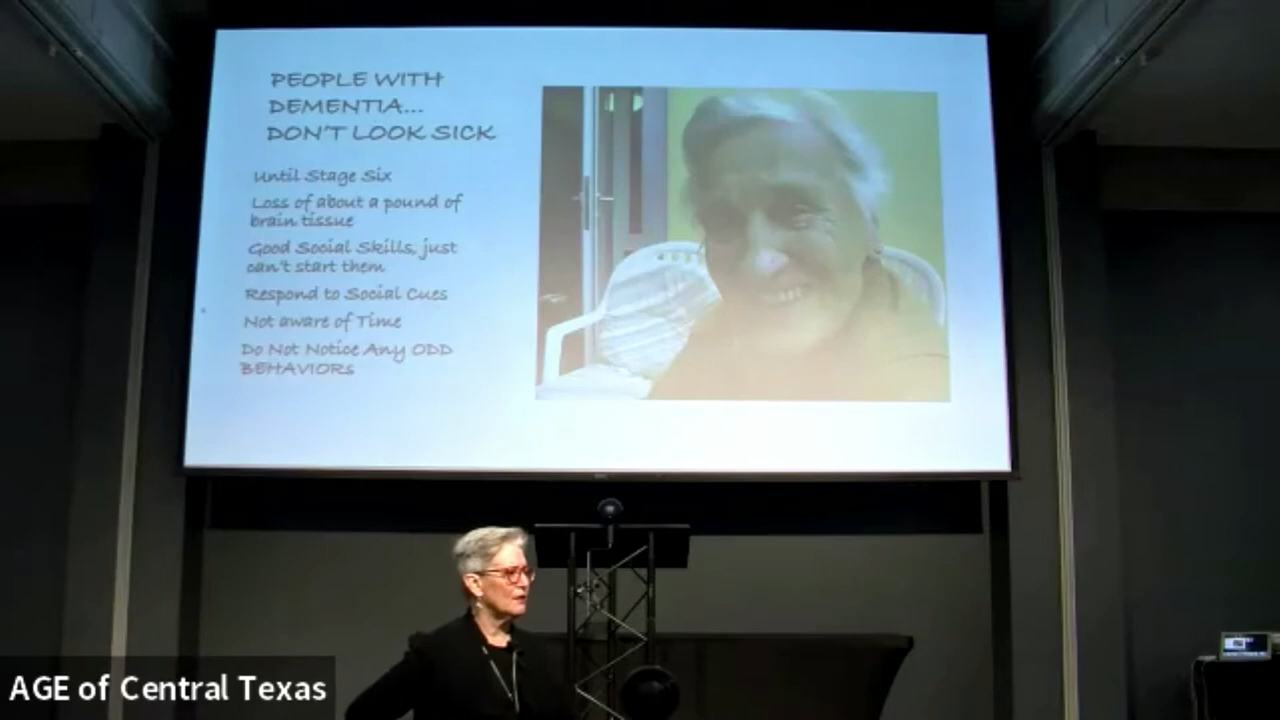 PEOPLE WITH
DEMENTIA...
DON'T LOOK SICK
Until Stage Six
Loss of about a pound of
brain tissue
Good Social Skills, just
can't start them
Respond to Social Cues
Not aware of Time
Do Not Notice Any ODD
BEHAVIORs
AGE of Central Texas